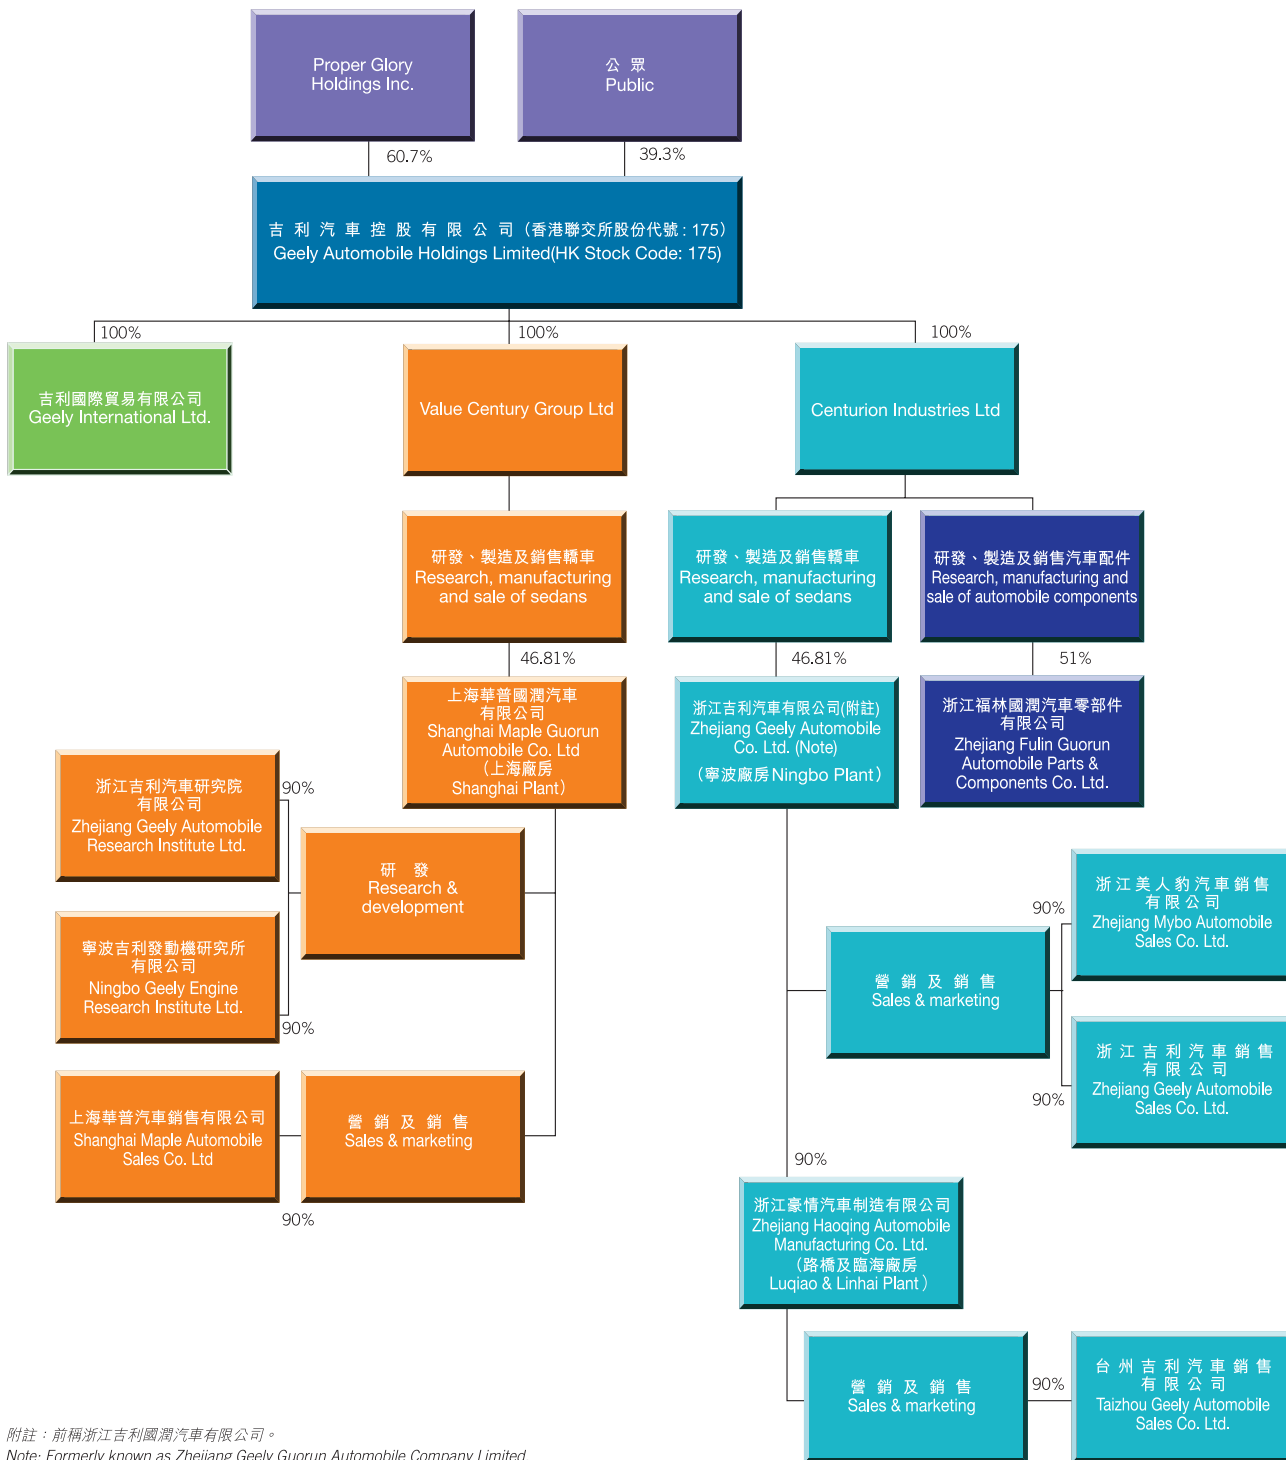 Proper Glory
Holdings Inc.
公眾
Public
60.7%
39.3%
吉利汽車控股有限公司（香港聯交所股份代號：175）
Geely Automobile Holdings Limited(HK Stock Code: 175)
100%
100%
100%
吉利國際貿易有限公司
Geely International Ltd.
Value Century Group Ltd
Centurion Industries Ltd
研發、製造及銷售轎車
Research, manufacturing
and sale of sedans
研發、製造及銷售轎車
Research, manufacturing
and sale of sedans
研發、製造及銷售汽車配件
Research, manufacturing and
sale of automobile components
46.81%
46.81%
51%
上海華普國潤汽車
有限公司
Shanghai Maple Guorun
Automobile Co. Ltd
（上海廠房
Shanghai Plant）
浙江吉利汽車有限公司(附註)
Zhejiang Geely Automobile
Co. Ltd. (Note)
（寧波廠房Ningbo Plant）
浙江福林國潤汽車零部件
有限公司
Zhejiang Fulin Guorun
Automobile Parts &
Components Co. Ltd.
浙江吉利汽車研究院
有限公司
Zhejiang Geely Automobile
Research Institute Ltd.
90%
研發
Research &
development
寧波吉利發動機研究所
有限公司
Ningbo Geely Engine
Research Institute Ltd.
90%
浙江美人豹汽車銷售
有限公司
Zhejiang Mybo Automobile
Sales Co. Ltd.
90%
營銷及銷售
Sales & marketing
浙江吉利汽車銷售
有限公司
Zhejiang Geely Automobile
Sales Co. Ltd.
90%
上海華普汽車銷售有限公司
Shanghai Maple Automobile
Sales Co. Ltd
90%
營銷及銷售
Sales & marketing
90%
浙江豪情汽車制造有限公司
Zhejiang Haoqing Automobile
Manufacturing Co. Ltd.
（路橋及臨海廠房
Luqiao & Linhai Plant）
營銷及銷售
Sales & marketing
90%
台州吉利汽車銷售
有限公司
Taizhou Geely Automobile
Sales Co. Ltd.
附註：前稱浙江吉利國潤汽車有限公司。
Note: Formerly known as Zhejiang Geely Guorun Automobile Company Limited.